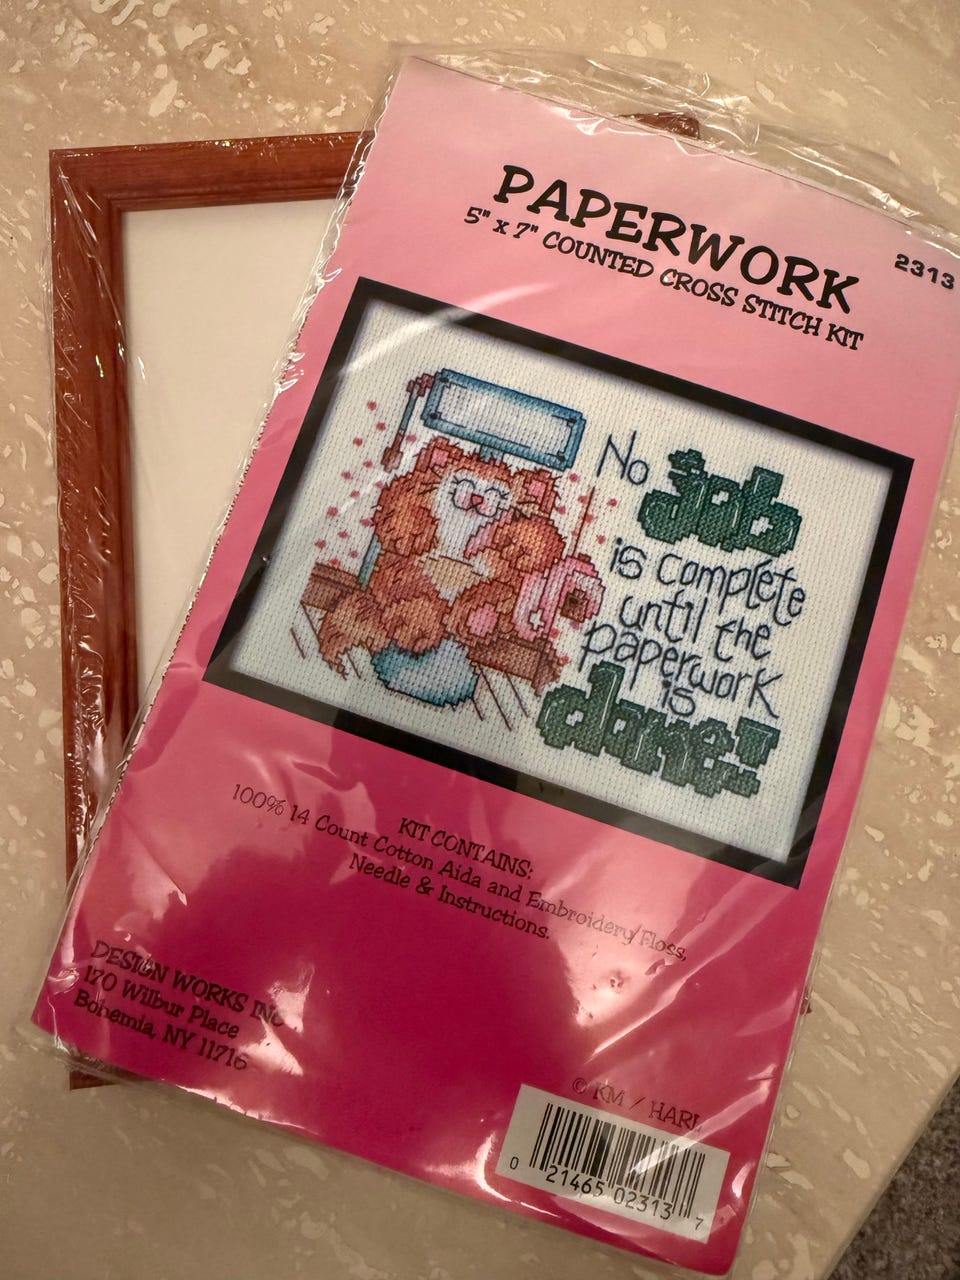 PAPERWORK
5" x 7" COUNTED CROSS STITCH KIT
2313
No job
is complete
until the
paperwork
is
done!
KIT CONTAINS:
100% 14 Count Cotton Aida and Embroidery Floss,
Needle & Instructions.
DESIGN WORKS INC
170 Wilbur Place
Bohemia, NY 11716
© KM / HARI
0 21465 02313 7